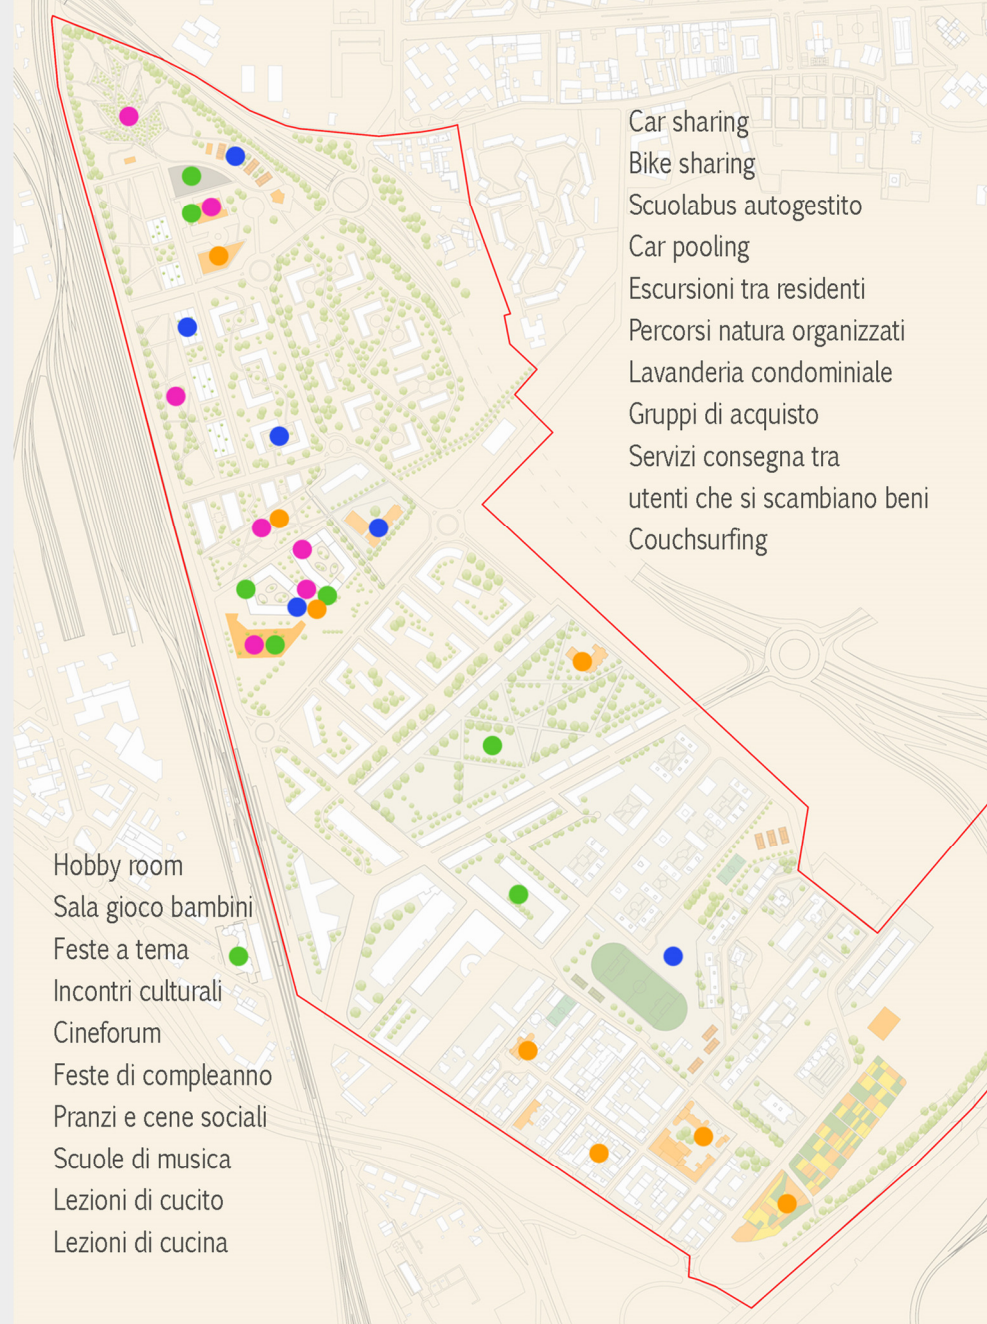 Car sharing
Bike sharing
Scuolabus autogestito
Car pooling
Escursioni tra residenti
Percorsi natura organizzati
Lavanderia condominiale
Gruppi di acquisto
Servizi consegna tra
utenti che si scambiano beni
Couchsurfing
Hobby room
Sala gioco bambini
Feste a tema
Incontri culturali
Cineforum
Feste di compleanno
Pranzi e cene sociali
Scuole di musica
Lezioni di cucito
Lezioni di cucina